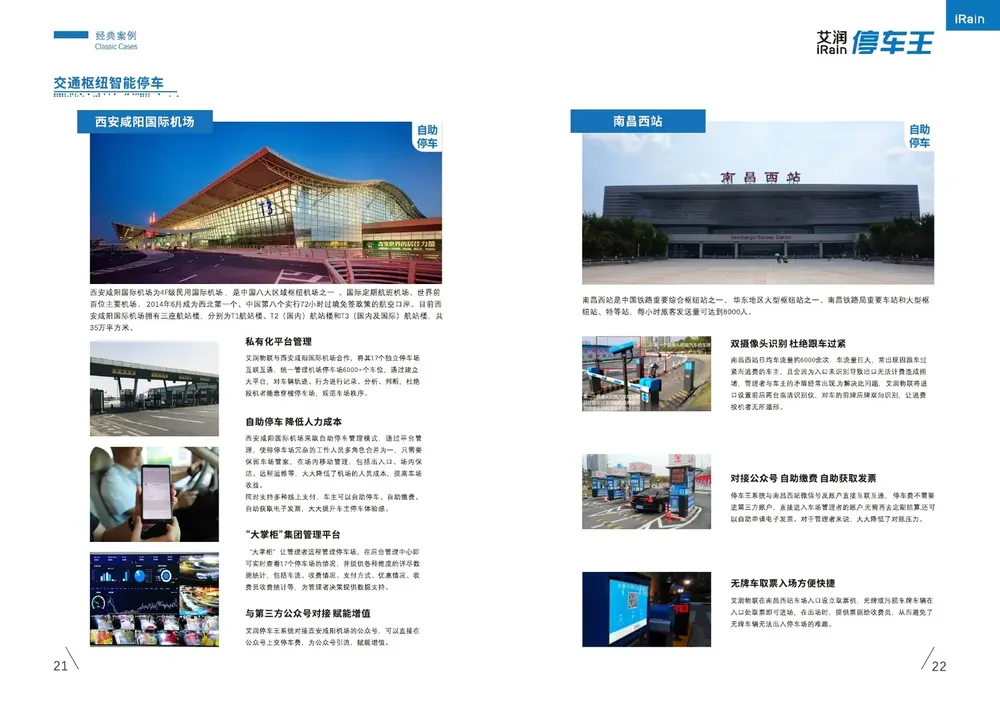 经典案例
Classic Cases
iRain
艾润
iRain
停车王
交通枢纽智能停车
西安咸阳国际机场
自助
停车
T3
改变世界的居住力量
西安咸阳国际机场为4F级民用国际机场，是中国八大区域枢纽机场之一、国际定期航班机场、世界前
百位主要机场。2014年6月成为西北第一个、中国第八个实行72小时过境免签政策的航空口岸。目前西
安咸阳国际机场拥有三座航站楼，分别为T1航站楼、T2（国内）航站楼和T3（国内及国际）航站楼，共
35万平方米。
私有化平台管理
艾润物联与西安咸阳国际机场合作，将其17个独立停车场
互联互通，统一管理机场停车场6000+个车位，通过建立
大平台，对车辆轨迹、行为进行记录、分析、判断，杜绝
投机者随意穿梭停车场，规范车场秩序。
自助停车 降低人力成本
西安咸阳国际机场采取自助停车管理模式，通过平台管
理，使得停车场冗杂的工作人员多角色合并为一，只需要
保留车场管家，在场内移动管理，包括出入口、场内保
洁、远程运维等，大大降低了机场的人员成本，提高车场
收益。
同时支持多种线上支付，车主可以自助停车、自助缴费、
自助获取电子发票，大大提升车主停车体验感。
“大掌柜”集团管理平台
“大掌柜”让管理者远程管理停车场，在后台管理中心即
可实时查看17个停车场的情况，并提供各种维度的详尽数
据统计，包括车流、收费情况、支付方式、优惠情况、收
费员收费统计等，为管理者决策提供数据支持。
与第三方公众号对接 赋能增值
艾润停车王系统对接西安咸阳机场的公众号，可以直接在
公众号上交停车费，为公众号引流，赋能增值。
21
南昌西站
自助
停车
南昌西站
Nanchangxi Railway Station
南昌西站是中国铁路重要综合枢纽站之一、华东地区大型枢纽站之一、南昌铁路局重要车站和大型枢
纽站、特等站，每小时旅客发送量可达到8000人。
双摄像头识别 杜绝跟车过紧
南昌西站日均车流量约6000余次，车流量巨大，常出现因跟车过
紧而逃费的车主，且会因为入口未识别导致出口无法计费造成拥
堵，管理者与车主的矛盾经常出现,为解决此问题，艾润物联将进
口设置前后两台高清识别仪，对车的前牌后牌双向识别，让逃费
投机者无所遁形。
对接公众号 自助缴费 自助获取发票
停车王系统与南昌西站微信号及账户直接互联互通，停车费不需要
进第三方账户，直接进入车场管理者的账户,无需再去定期结算,还可
以自助申请电子发票。对于管理者来说，大大降低了对账压力。
无牌车取票入场方便快捷
艾润物联在南昌西站车场入口设立取票机，无牌或污损车牌车辆在
入口处取票即可进场，在出场时，提供票据给收费员，从而避免了
无牌车辆无法出入停车场的难题。
22